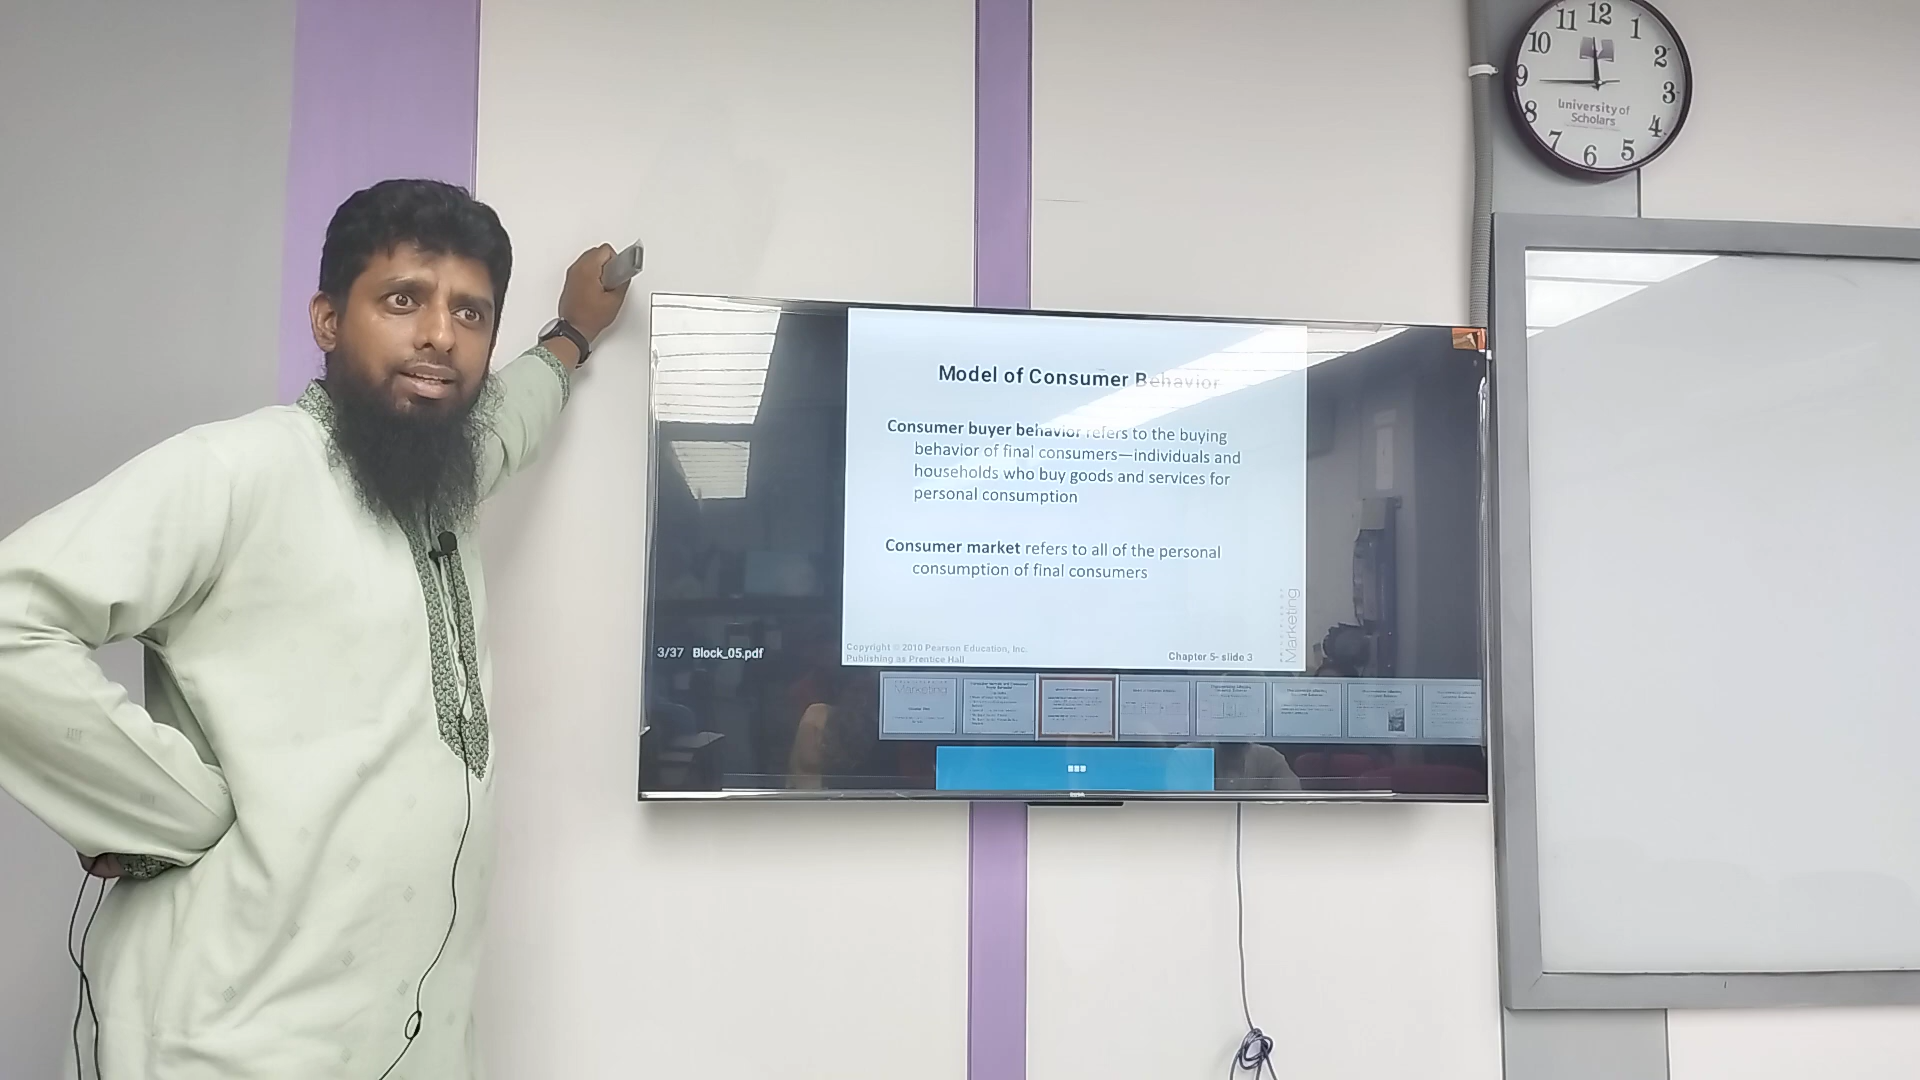 11 12 1
10 2
9 3
8 4
7 6 5
University of
Scholars
Model of Consumer Behavior
Consumer buyer behavior refers to the buying
behavior of final consumers—individuals and
households who buy goods and services for
personal consumption
Consumer market refers to all of the personal
consumption of final consumers
Marketing
Copyright © 2010 Pearson Education, Inc.
Publishing as Prentice Hall
Chapter 5- slide 3
3/37 Block_05.pdf
Marketing